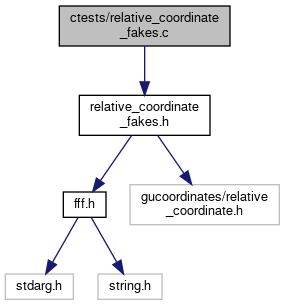 ctests/relative_coordinate
_fakes.c
relative_coordinate
_fakes.h
fff.h
gucoordinates/relative
_coordinate.h
stdarg.h
string.h